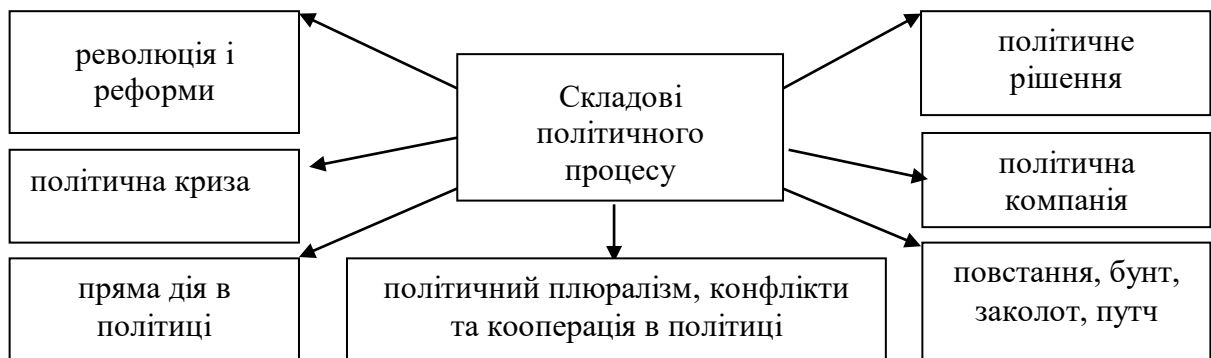 революція і
реформи
Складові
політичного
процесу
політичне
рішення
політична криза
політична
компанія
пряма дія в
політиці
політичний плюралізм, конфлікти
та кооперація в політиці
повстання, бунт,
заколот, путч